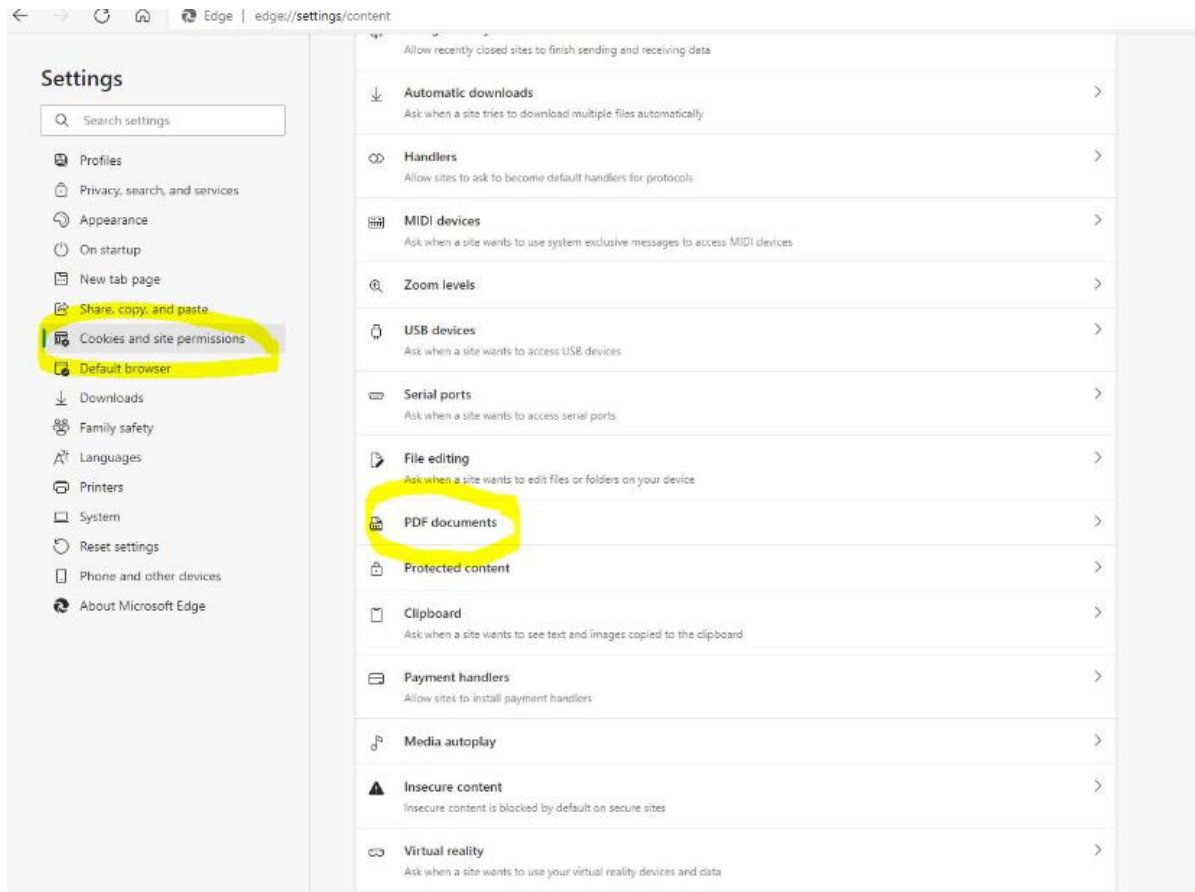 Edge | edge://settings/content
Settings
Search settings
Profiles
Privacy, search, and services
Appearance
On startup
New tab page
Share, copy, and paste
Cookies and site permissions
Default browser
Downloads
Family safety
Languages
Printers
System
Reset settings
Phone and other devices
About Microsoft Edge
Allow recently closed sites to finish sending and receiving data
Automatic downloads
Ask when a site tries to download multiple files automatically
Handlers
Allow sites to ask to become default handlers for protocols
MIDI devices
Ask when a site wants to use system exclusive messages to access MIDI devices
Zoom levels
USB devices
Ask when a site wants to access USB devices
Serial ports
Ask when a site wants to access serial ports
File editing
Ask when a site wants to edit files or folders on your device
PDF documents
Protected content
Clipboard
Ask when a site wants to see text and images copied to the clipboard
Payment handlers
Allow sites to install payment handlers
Media autoplay
Insecure content
Insecure content is blocked by default on secure sites
Virtual reality
Ask when a site wants to use your virtual reality devices and data